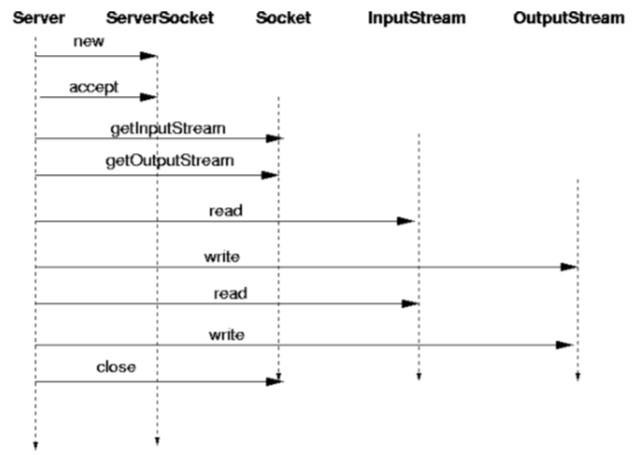 Server ServerSocket Socket InputStream OutputStream
new
accept
getInputStream
getOutputStream
read
write
read
write
close